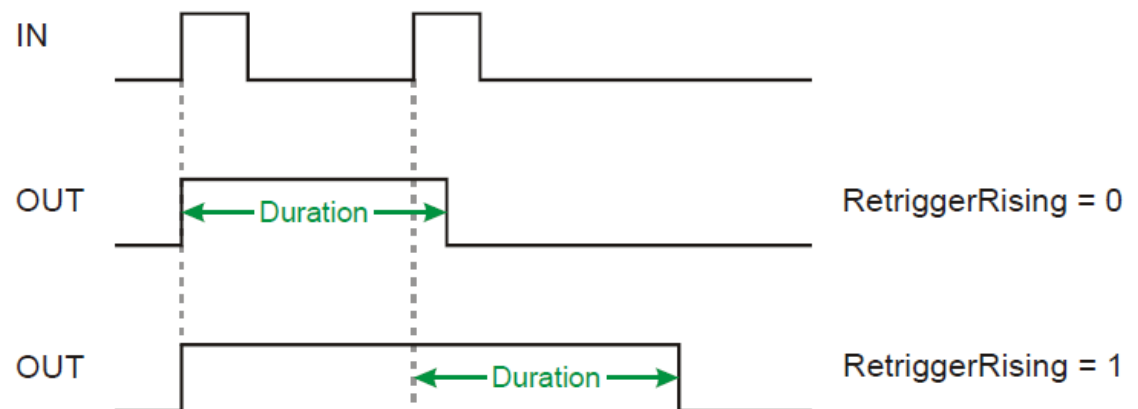 IN
OUT
Duration
RetriggerRising = 0
OUT
Duration
RetriggerRising = 1